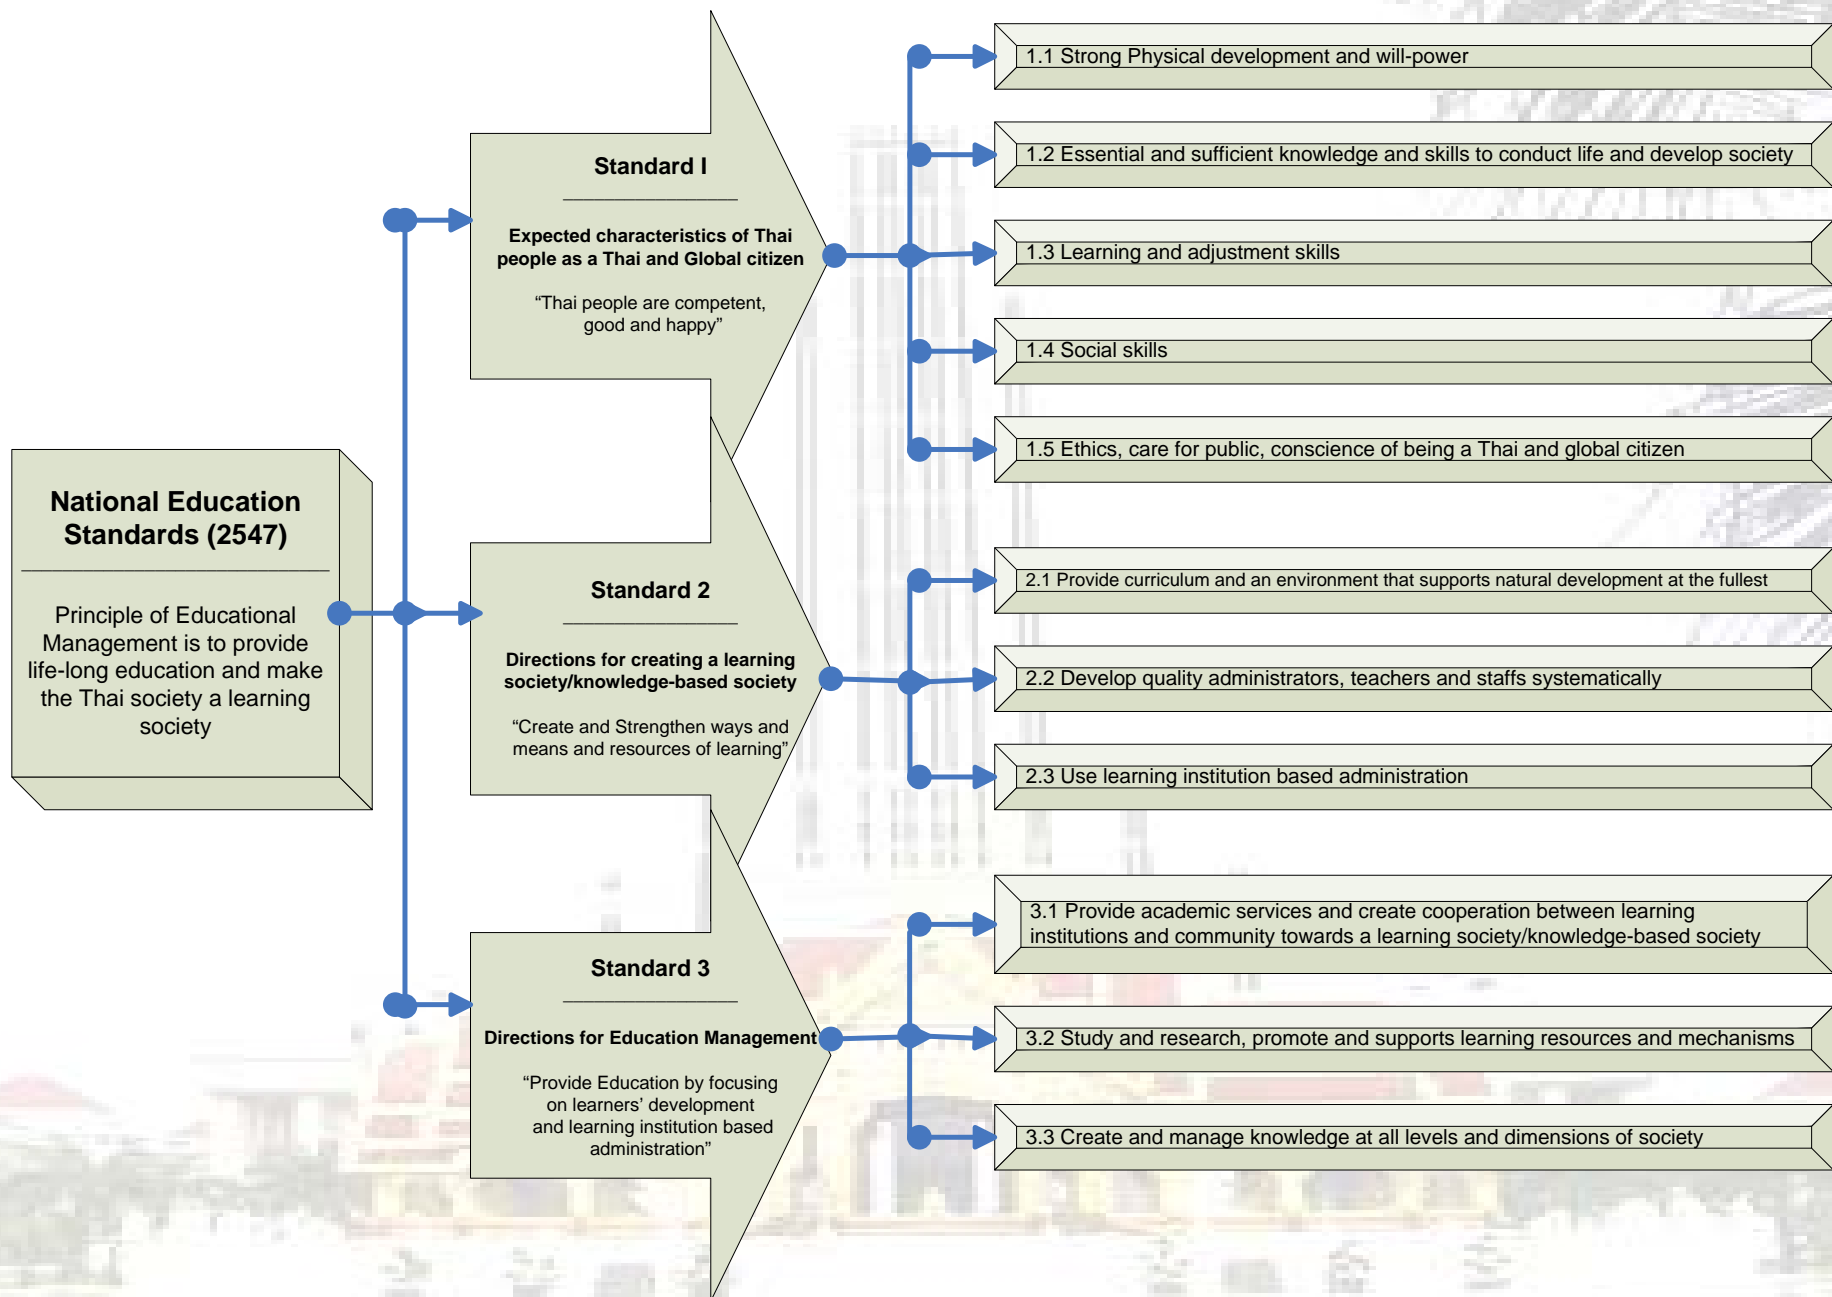 National Education
Standards (2547)
Principle of Educational
Management is to provide
life-long education and make
the Thai society a learning
society
Standard I
Expected characteristics of Thai
people as a Thai and Global citizen
“Thai people are competent,
good and happy”
1.1 Strong Physical development and will-power
1.2 Essential and sufficient knowledge and skills to conduct life and develop society
1.3 Learning and adjustment skills
1.4 Social skills
1.5 Ethics, care for public, conscience of being a Thai and global citizen
Standard 2
Directions for creating a learning
society/knowledge-based society
“Create and Strengthen ways and
means and resources of learning”
2.1 Provide curriculum and an environment that supports natural development at the fullest
2.2 Develop quality administrators, teachers and staffs systematically
2.3 Use learning institution based administration
Standard 3
Directions for Education Management
“Provide Education by focusing
on learners’ development
and learning institution based
administration”
3.1 Provide academic services and create cooperation between learning
institutions and community towards a learning society/knowledge-based society
3.2 Study and research, promote and supports learning resources and mechanisms
3.3 Create and manage knowledge at all levels and dimensions of society